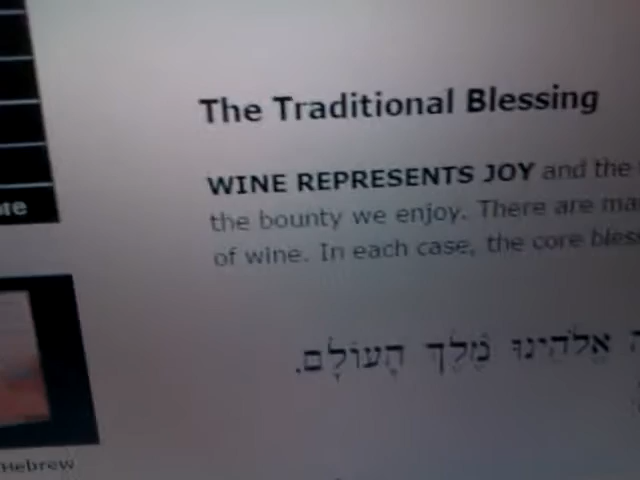 The Traditional Blessing
WINE REPRESENTS JOY and the
the bounty we enjoy. There are
of wine. In each case, the core
אֱלֹהֵינוּ מֶלֶךְ הָעוֹלָם.
Hebrew